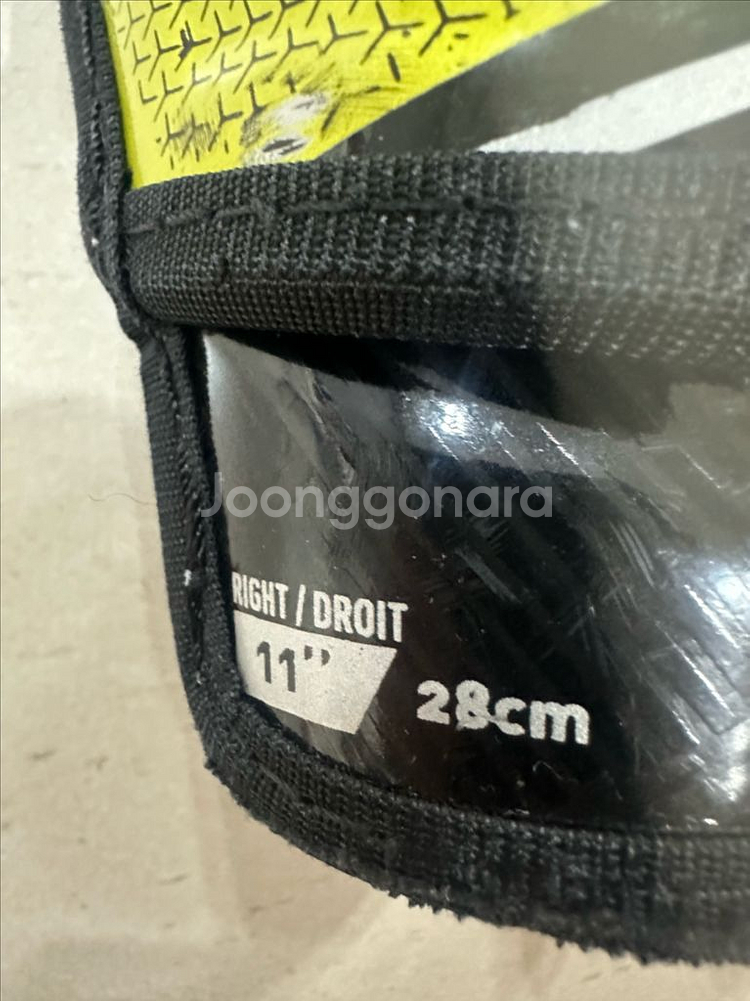 Joonggonara
RIGHT / DROIT
11"
28cm